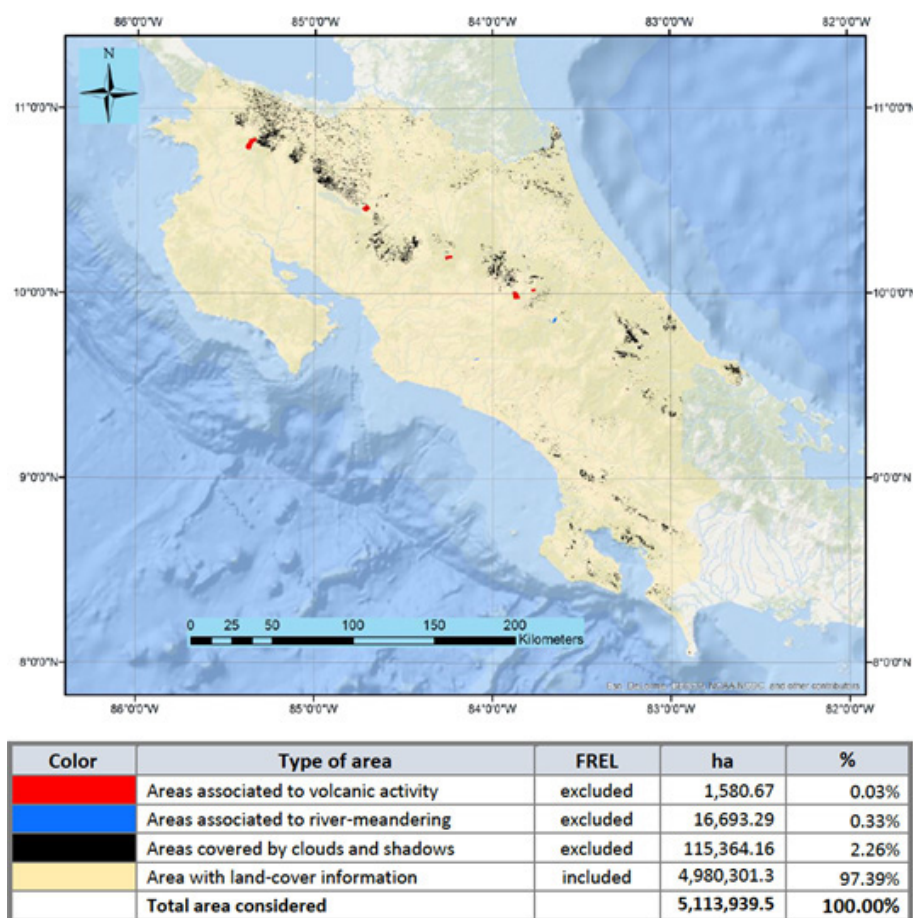 86°0'0"W 85°0'0"W 84°0'0"W 83°0'0"W 82°0'0"W
N
11°0'0"N 11°0'0"N
10°0'0"N 10°0'0"N
9°0'0"N 9°0'0"N
0 25 50 100 150 200
Kilometers
8°0'0"N 8°0'0"N
and other contributors
86°0'0"W 85°0'0"W 84°0'0"W 83°0'0"W 82°0'0"W
Color Type of area FREL ha %
Areas associated to volcanic activity excluded 1,580.67 0.03%
Areas associated to river-meandering excluded 16,693.29 0.33%
Areas covered by clouds and shadows excluded 115,364.16 2.26%
Area with land-cover information included 4,980,301.3 97.39%
Total area considered 5,113,939.5 100.00%